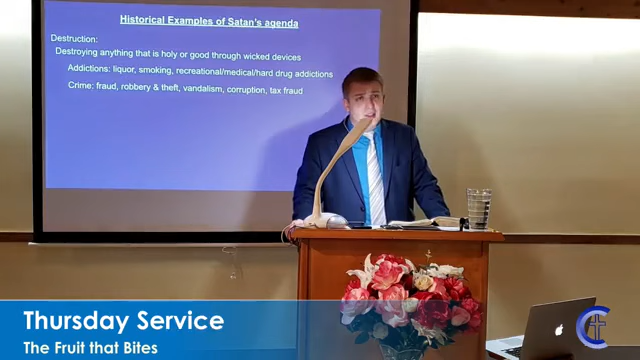 Historical Examples of Satan's agenda
Destruction:
Destroying anything that is holy or good through wicked devices
Addictions: liquor, smoking, recreational/medical/hard drug addictions
Crime; fraud, robbery & theft, vandalism, corruption, tax fraud
Thursday Service
The Fruit that Bites